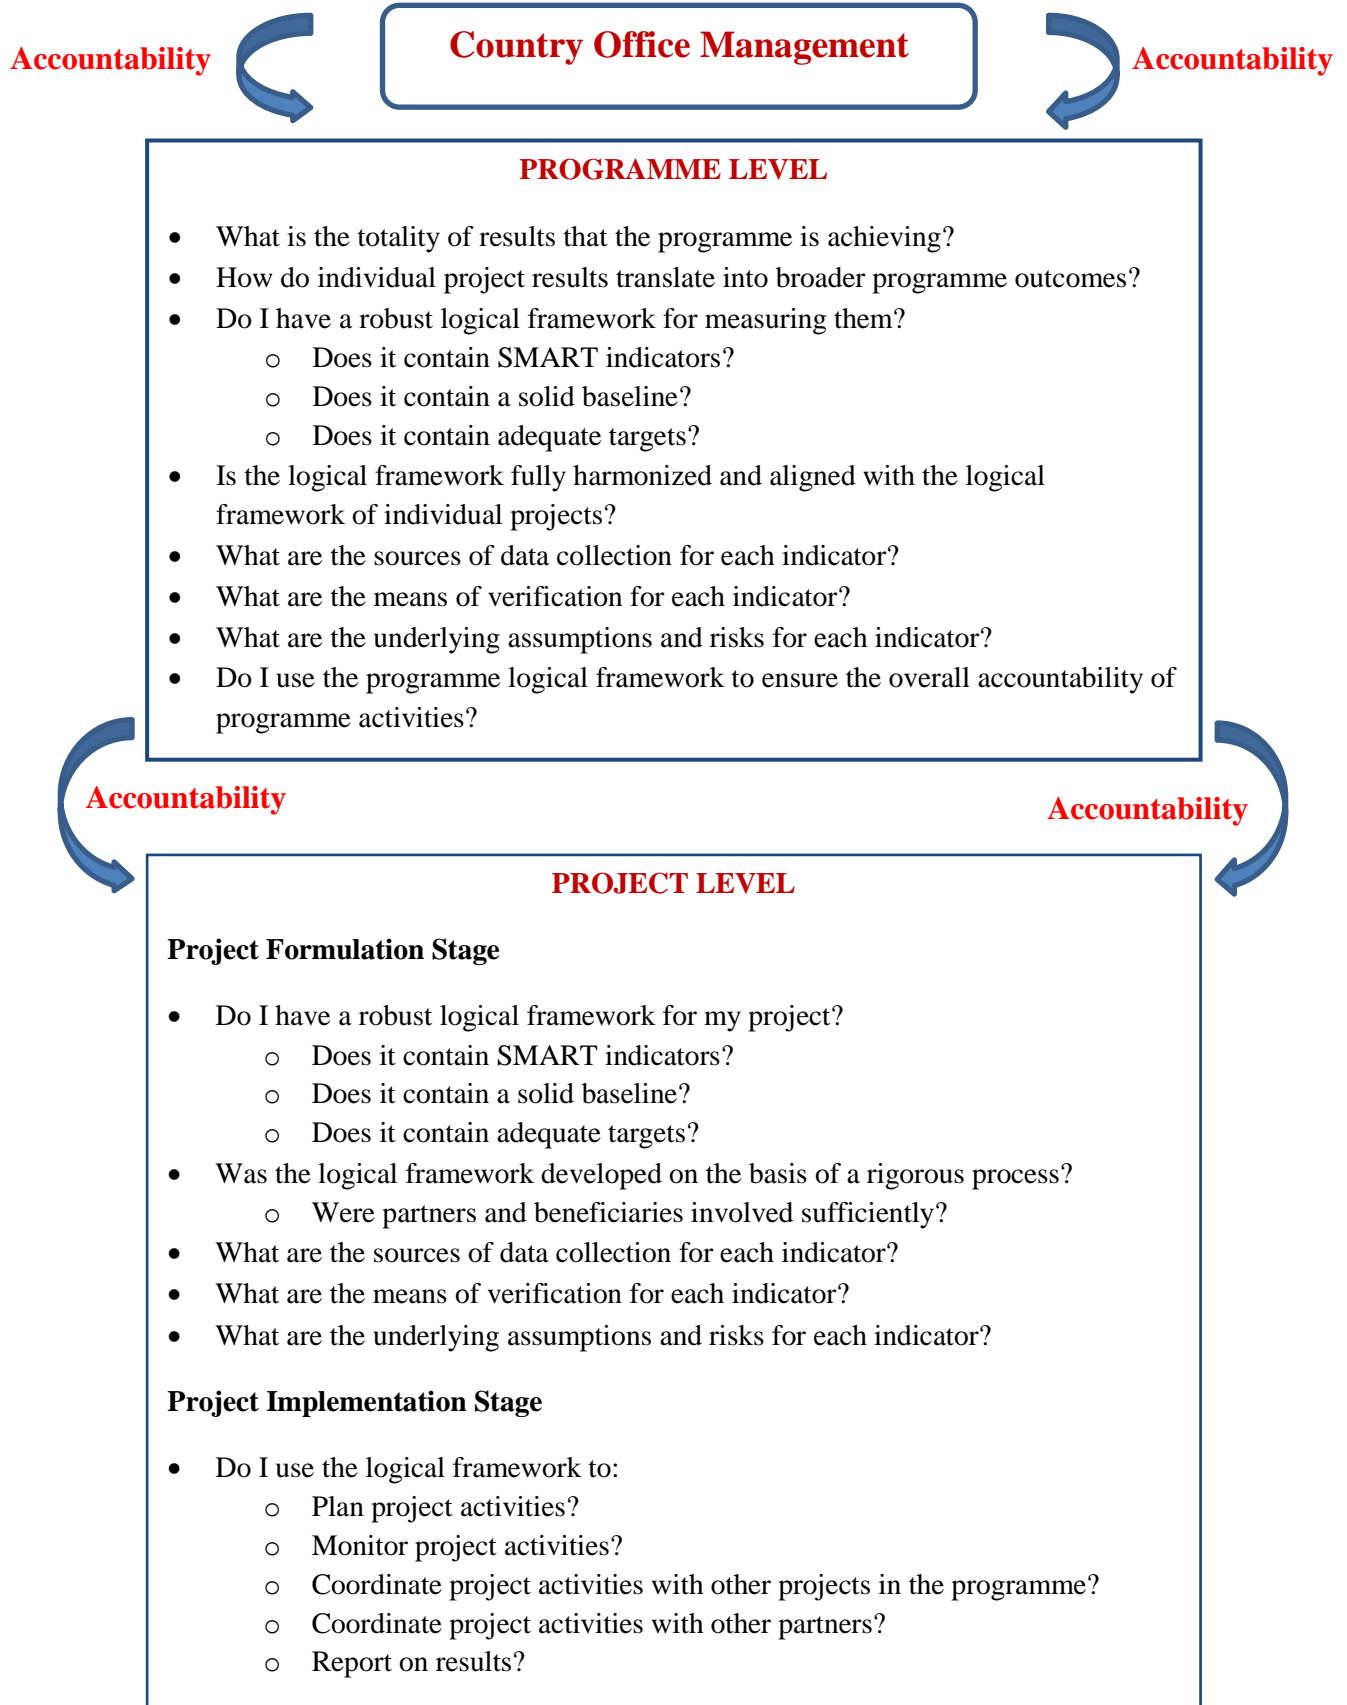 Country Office Management
Accountability
Accountability
PROGRAMME LEVEL
• What is the totality of results that the programme is achieving?
• How do individual project results translate into broader programme outcomes?
• Do I have a robust logical framework for measuring them?
o Does it contain SMART indicators?
o Does it contain a solid baseline?
o Does it contain adequate targets?
• Is the logical framework fully harmonized and aligned with the logical
framework of individual projects?
• What are the sources of data collection for each indicator?
• What are the means of verification for each indicator?
• What are the underlying assumptions and risks for each indicator?
• Do I use the programme logical framework to ensure the overall accountability of
programme activities?
Accountability
Accountability
PROJECT LEVEL
Project Formulation Stage
• Do I have a robust logical framework for my project?
o Does it contain SMART indicators?
o Does it contain a solid baseline?
o Does it contain adequate targets?
• Was the logical framework developed on the basis of a rigorous process?
o Were partners and beneficiaries involved sufficiently?
• What are the sources of data collection for each indicator?
• What are the means of verification for each indicator?
• What are the underlying assumptions and risks for each indicator?
Project Implementation Stage
• Do I use the logical framework to:
o Plan project activities?
o Monitor project activities?
o Coordinate project activities with other projects in the programme?
o Coordinate project activities with other partners?
o Report on results?